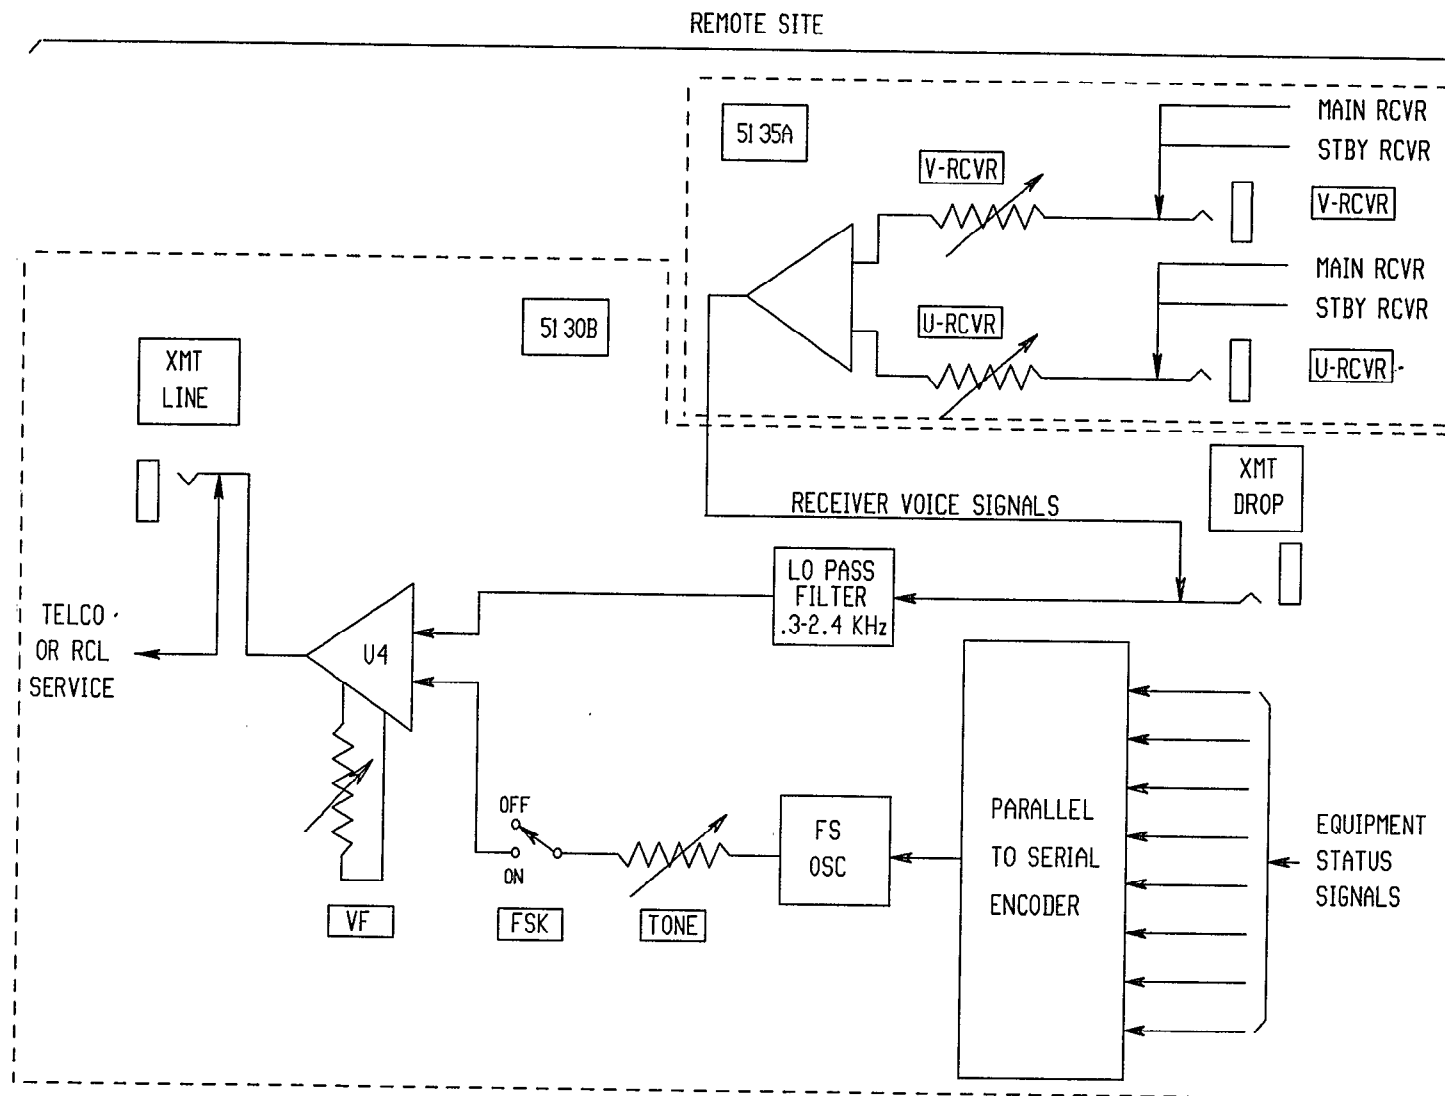 REMOTE SITE
5135A
V-RCVR
MAIN RCVR
STBY RCVR
V-RCVR
MAIN RCVR
STBY RCVR
U-RCVR
U-RCVR
5130B
XMT
LINE
XMT
DROP
RECEIVER VOICE SIGNALS
LO PASS
FILTER
.3-2.4 KHz
TELCO
OR RCL
SERVICE
U4
OFF
ON
VF
FSK
TONE
FS
OSC
PARALLEL
TO SERIAL
ENCODER
EQUIPMENT
STATUS
SIGNALS